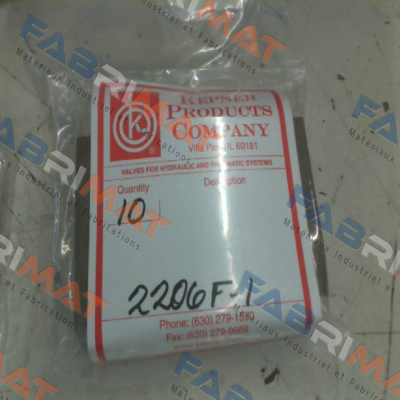 KEPNER
PRODUCTS
COMPANY
Villa Park, IL 60181
VALVES FOR HYDRAULIC AND PNEUMATIC SYSTEMS
Quantity Description
10
2206F-1
Phone: (630) 279-1550
Fax: (630) 279-9669
FABRIMAT
Materiaux Industriel et Fabrications